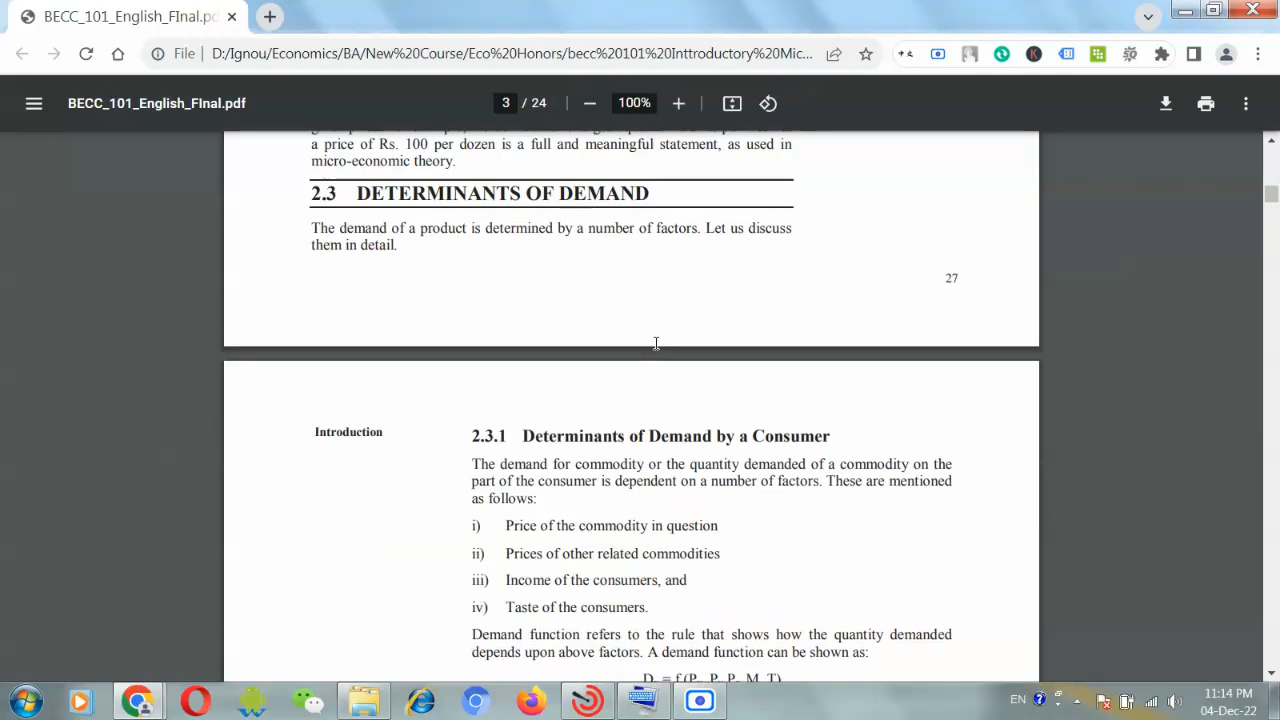 BECC_101_English_FInal.pd
File
D:/Ignou/Economics/BA/New%20Course/Eco%20Honors/becc%20101%20Inttroductory%20Mic...
BECC_101_English_FInal.pdf
3 / 24
100%
a price of Rs. 100 per dozen is a full and meaningful statement, as used in
micro-economic theory.
2.3 DETERMINANTS OF DEMAND
The demand of a product is determined by a number of factors. Let us discuss
them in detail.
27
Introduction
2.3.1 Determinants of Demand by a Consumer
The demand for commodity or the quantity demanded of a commodity on the
part of the consumer is dependent on a number of factors. These are mentioned
as follows:
i) Price of the commodity in question
ii) Prices of other related commodities
iii) Income of the consumers, and
iv) Taste of the consumers.
Demand function refers to the rule that shows how the quantity demanded
depends upon above factors. A demand function can be shown as:
EN
11:14 PM
04-Dec-22